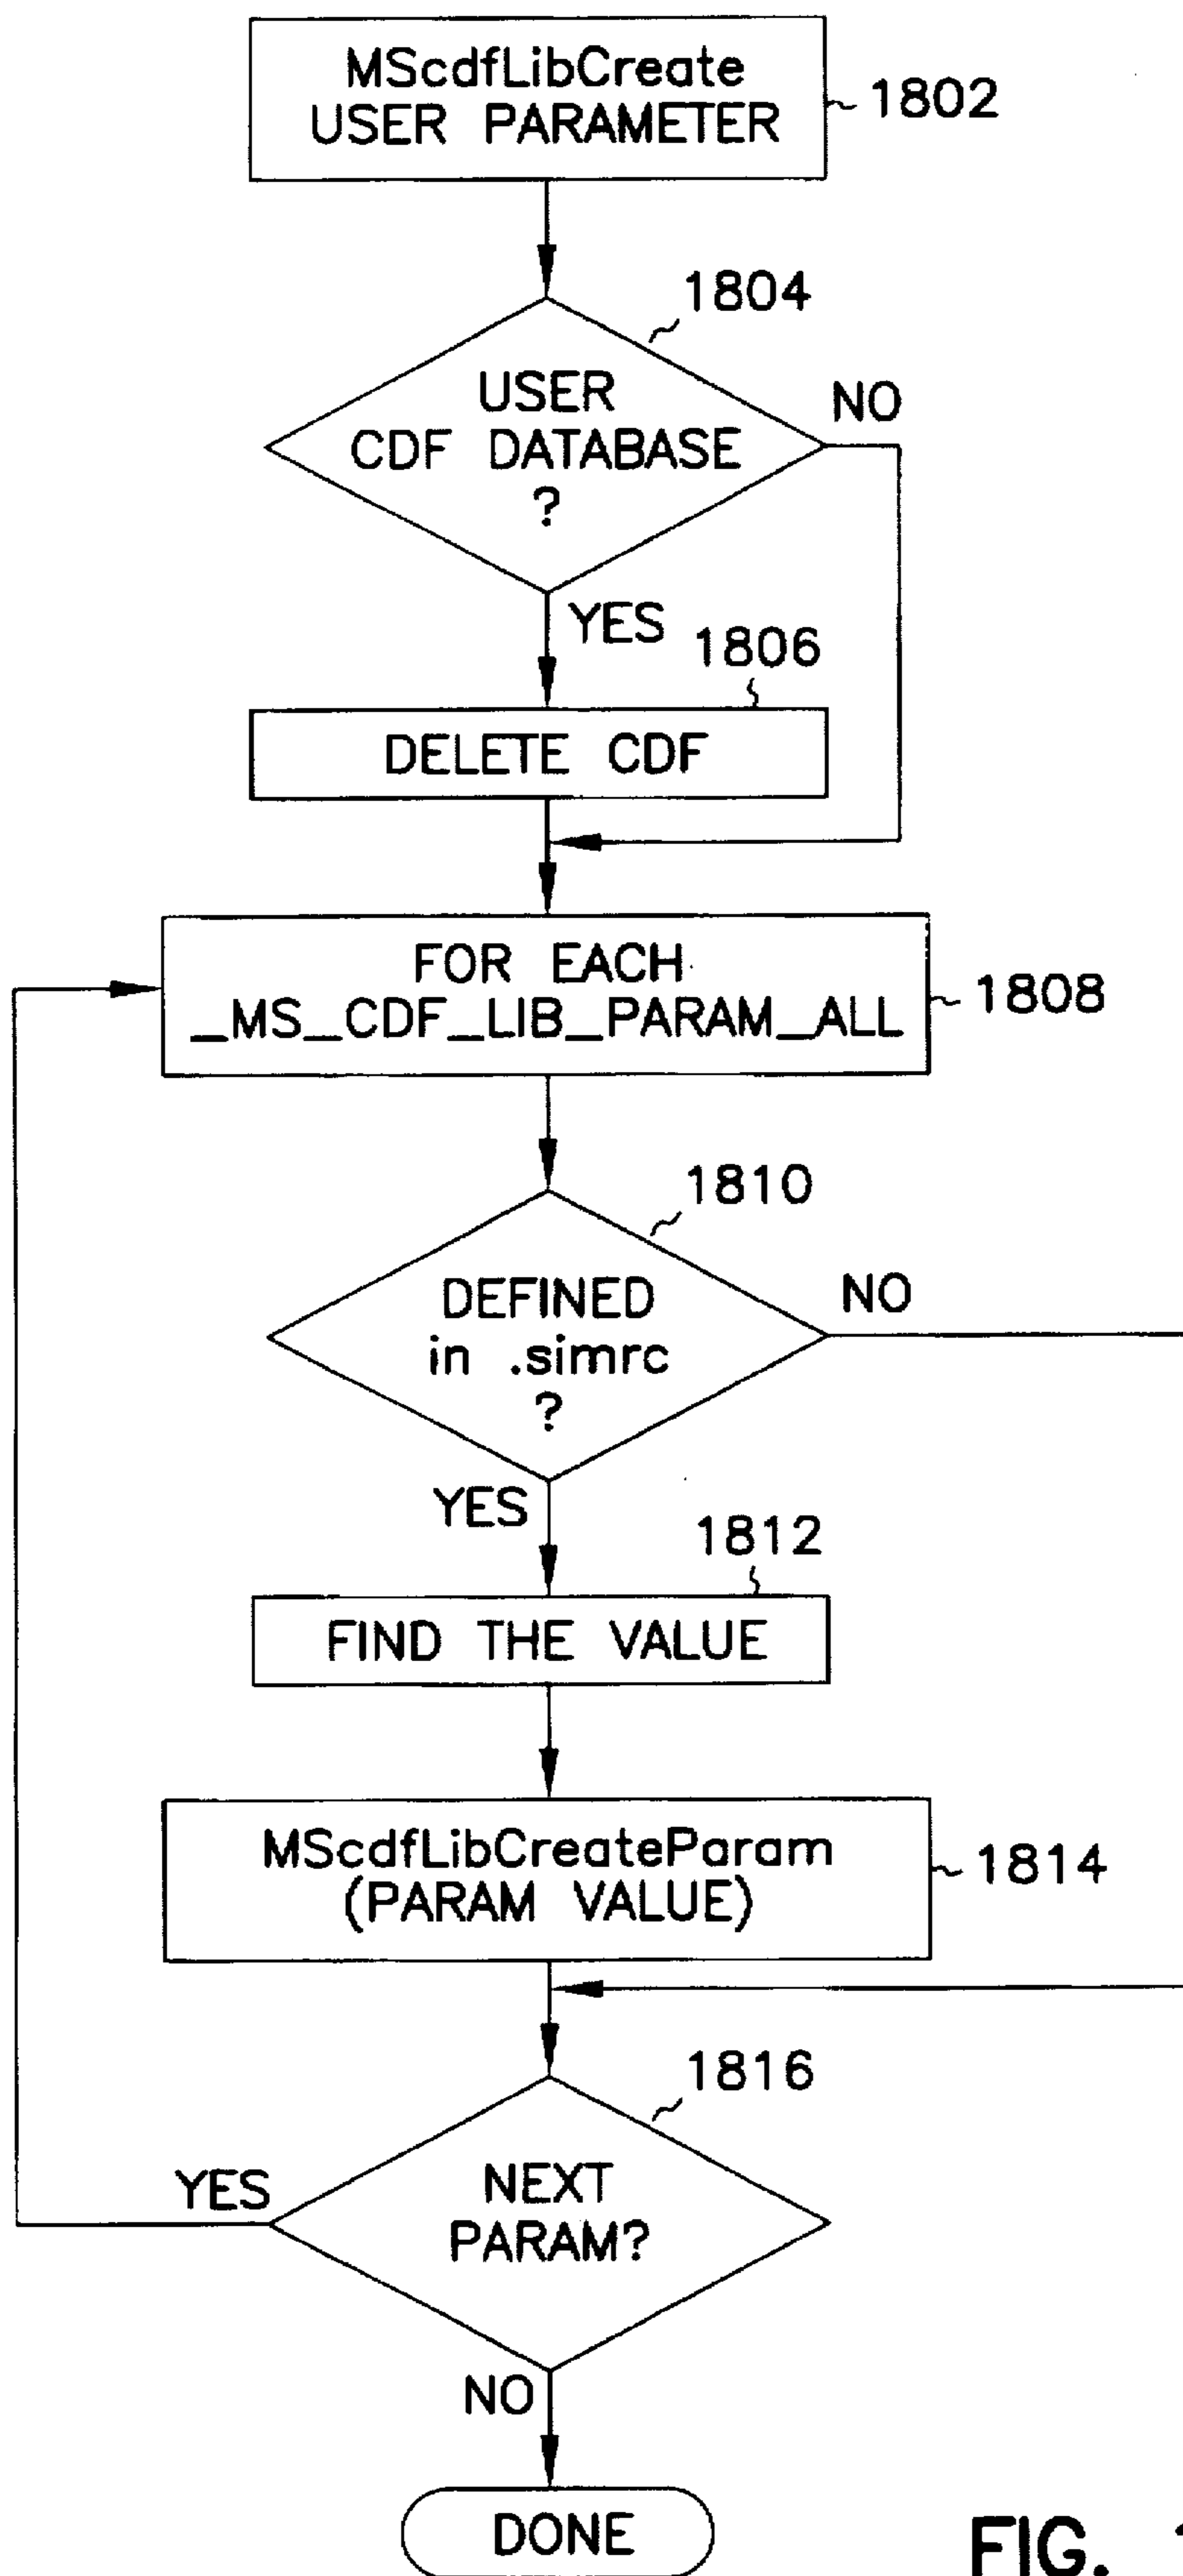 MScdfLibCreate
USER PARAMETER
1802
1804
USER
CDF DATABASE
?
NO
YES
1806
DELETE CDF
FOR EACH
_MS_CDF_LIB_PARAM_ALL
1808
1810
DEFINED
in .simrc
?
NO
YES
1812
FIND THE VALUE
MScdfLibCreateParam
(PARAM VALUE)
1814
1816
NEXT
PARAM?
YES
NO
DONE
FIG.